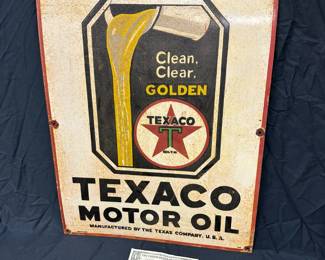 Clean,
Clear,
GOLDEN
TEXACO
T
TEXACO
MOTOR OIL
MANUFACTURED BY THE TEXAS COMPANY, U.S.A.